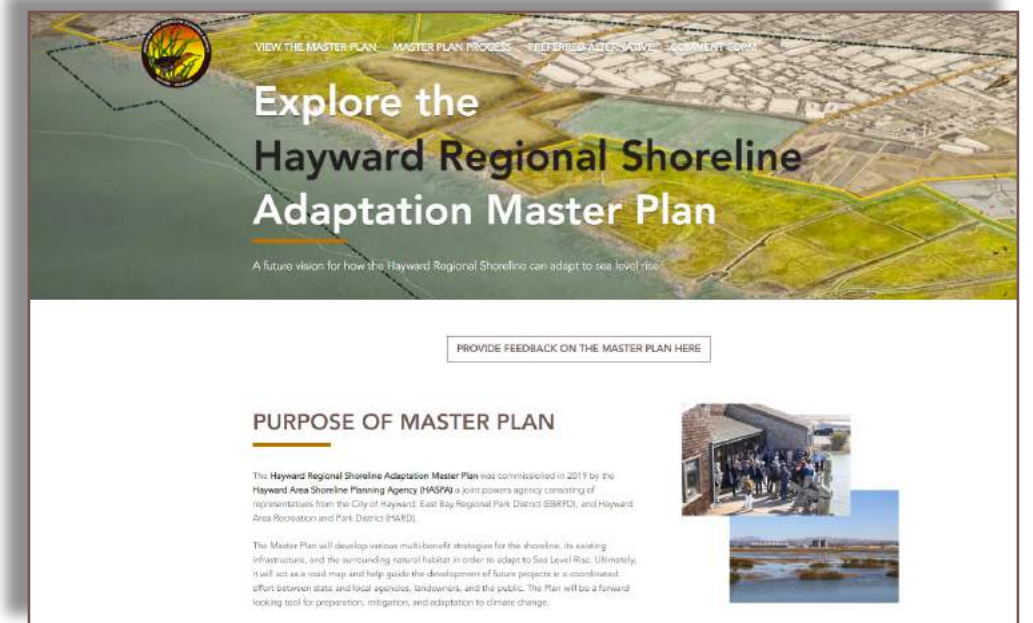 VIEW THE MASTER PLAN MASTER PLAN PROCESS PREFERRED ALTERNATIVE COMMENT FORM
Explore the
Hayward Regional Shoreline
Adaptation Master Plan
A future vision for how the Hayward Regional Shoreline can adapt to sea level rise
PROVIDE FEEDBACK ON THE MASTER PLAN HERE
PURPOSE OF MASTER PLAN
The Hayward Regional Shoreline Adaptation Master Plan was commissioned in 2019 by the
Hayward Area Shoreline Planning Agency (HASPA) a joint powers agency consisting of
representatives from the City of Hayward, East Bay Regional Park District (EBRPD), and Hayward
Area Recreation and Park District (HARD).
The Master Plan will develop various multi-benefit strategies for the shoreline, its existing
infrastructure, and the surrounding natural habitat in order to adapt to Sea Level Rise. Ultimately,
it will act as a road map and help guide the development of future projects in a coordinated
effort between state and local agencies, landowners, and the public. The Plan will be a forward
looking tool for preparation, mitigation, and adaptation to climate change.